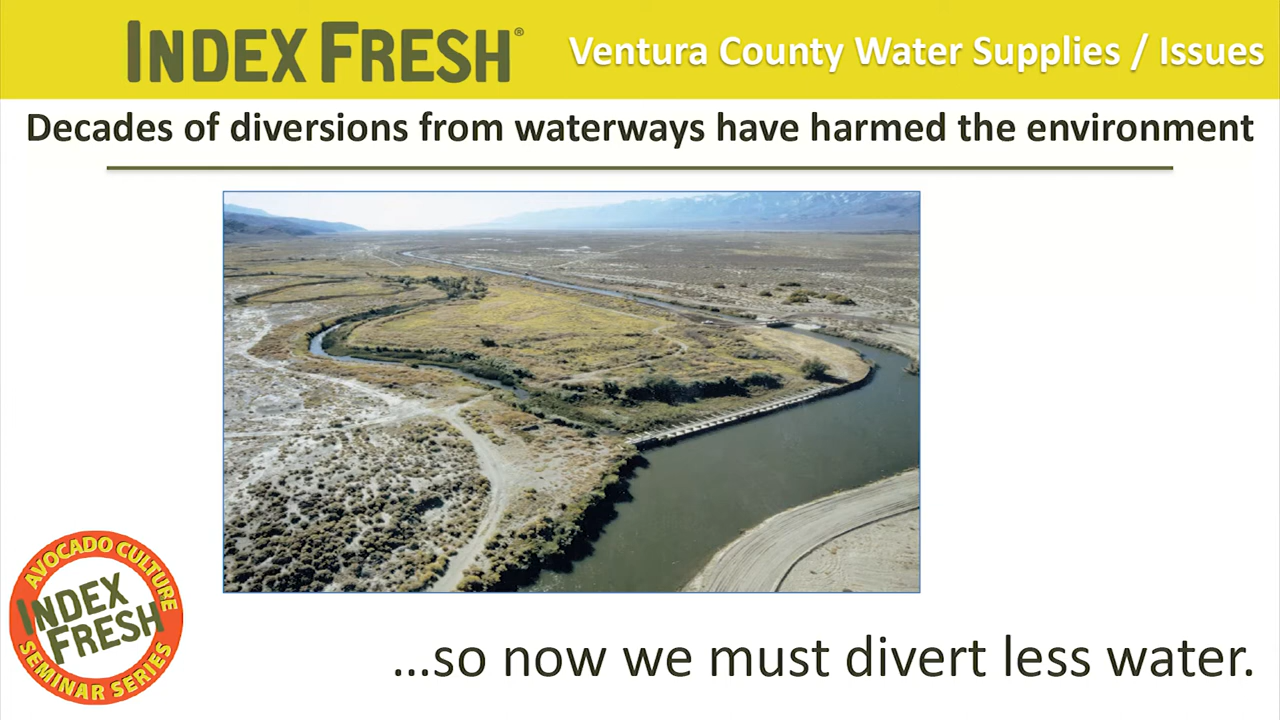 INDEX FRESH®
Ventura County Water Supplies / Issues
Decades of diversions from waterways have harmed the environment
AVOCADO CULTURE
INDEX
FRESH
SEMINAR SERIES
...so now we must divert less water.